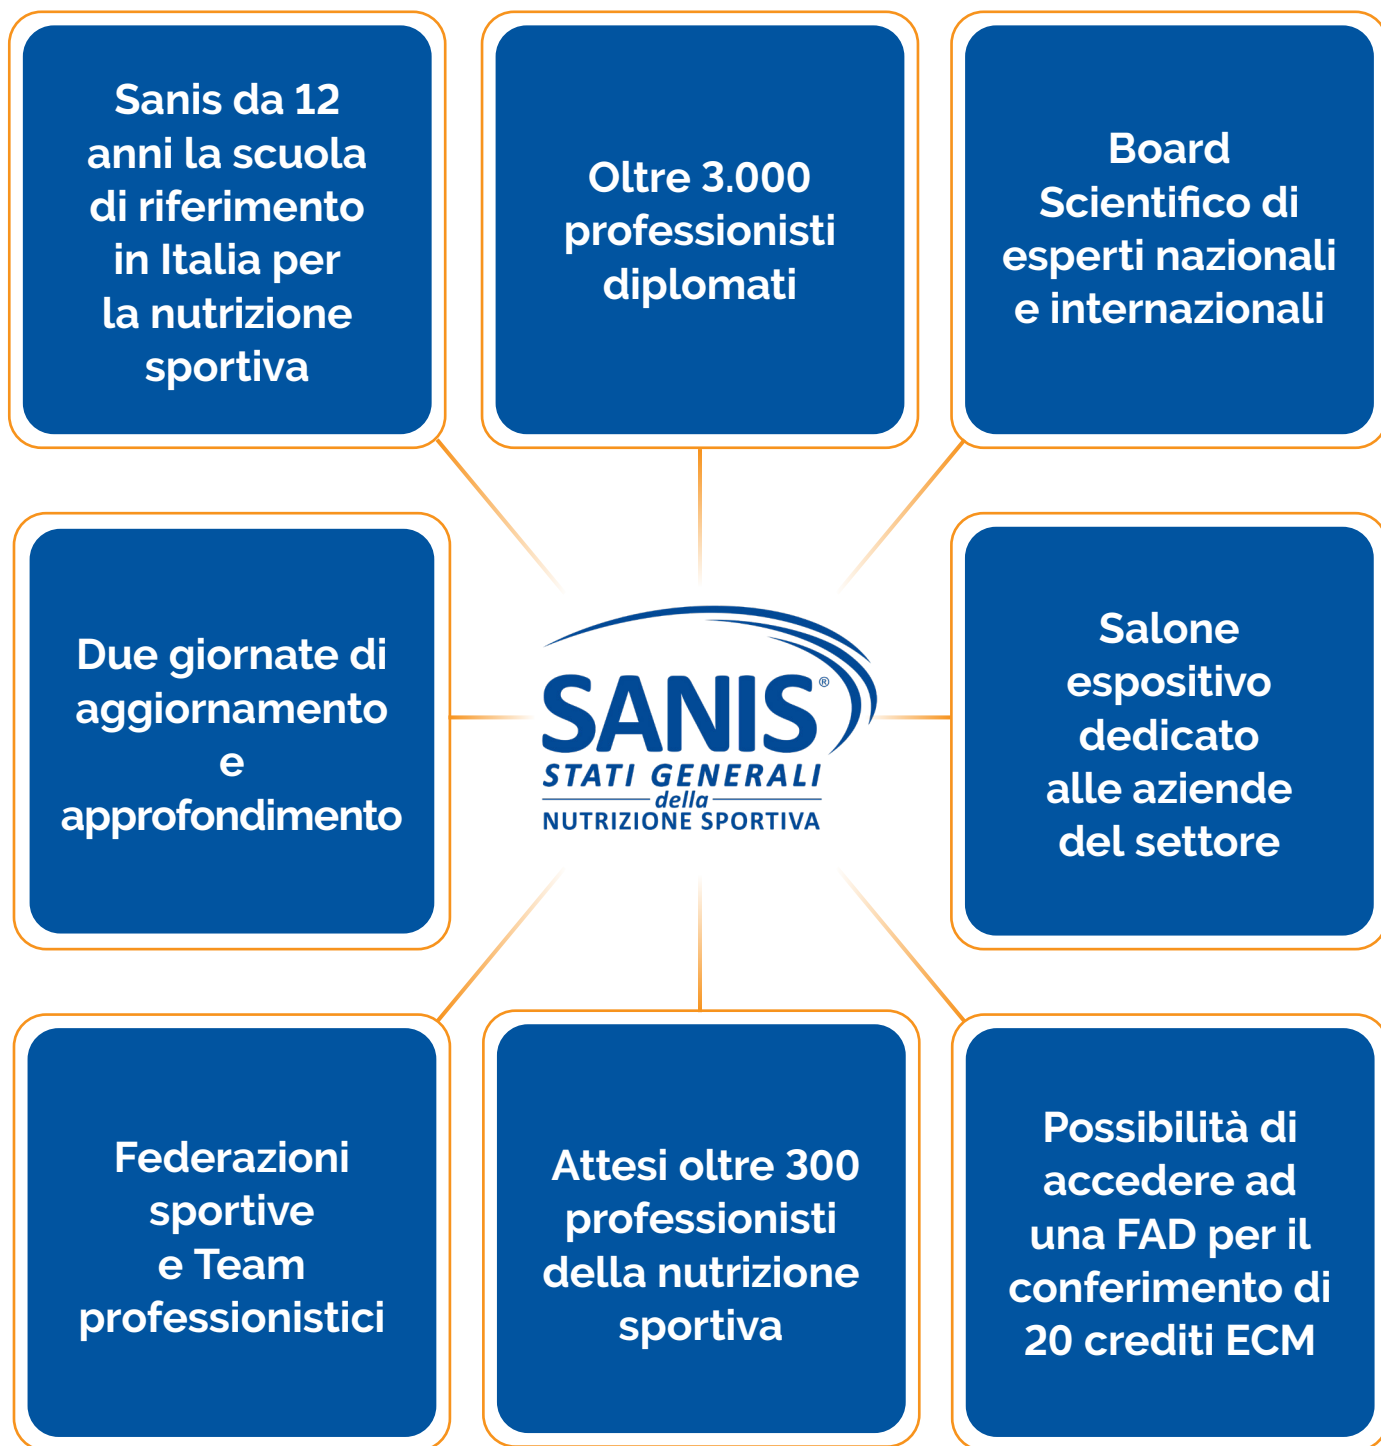 Sanis da 12
anni la scuola
di riferimento
in Italia per
la nutrizione
sportiva
Oltre 3.000
professionisti
diplomati
Board
Scientifico di
esperti nazionali
e internazionali
Due giornate di
aggiornamento
e
approfondimento
SANIS®
STATI GENERALI
della
NUTRIZIONE SPORTIVA
Salone
espositivo
dedicato
alle aziende
del settore
Federazioni
sportive
e Team
professionistici
Attesi oltre 300
professionisti
della nutrizione
sportiva
Possibilità di
accedere ad
una FAD per il
conferimento di
20 crediti ECM